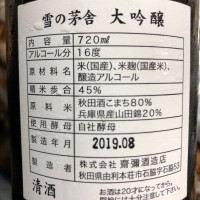 雪の茅舎 大吟醸
内容量 720㎖
アルコール分 16度
原材料名 米(国産)、米麹(国産米)、醸造アルコール
精米歩合 45%
原料米 秋田酒こまち80%
兵庫県産山田錦20%
使用酵母 自社酵母
製造年月 2019.08
製造者 株式会社 齋彌酒造店
秋田県由利本荘市石脇字石脇53
清酒
お酒は20才になってから。